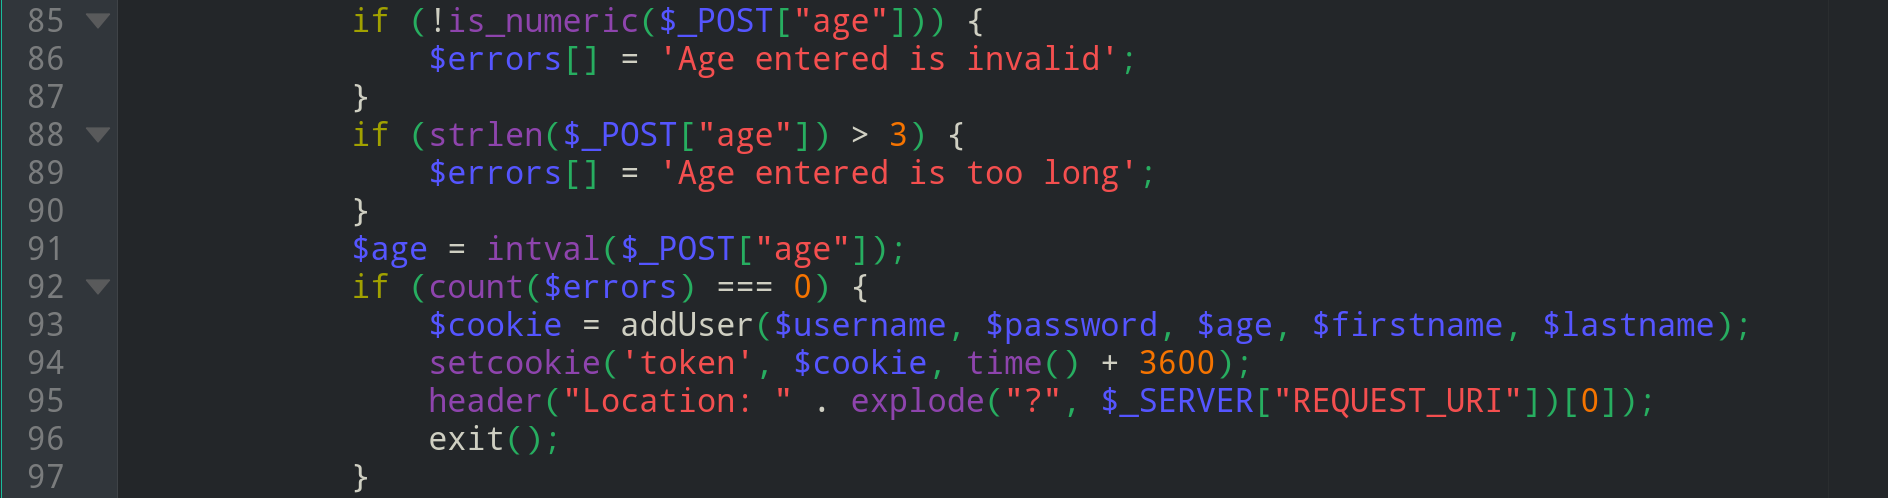 85 if (!is_numeric($_POST["age"])) {
86 $errors[] = 'Age entered is invalid';
87 }
88 if (strlen($_POST["age"]) > 3) {
89 $errors[] = 'Age entered is too long';
90 }
91 $age = intval($_POST["age"]);
92 if (count($errors) === 0) {
93 $cookie = addUser($username, $password, $age, $firstname, $lastname);
94 setcookie('token', $cookie, time() + 3600);
95 header("Location: " . explode("?", $_SERVER["REQUEST_URI"])[0]);
96 exit();
97 }